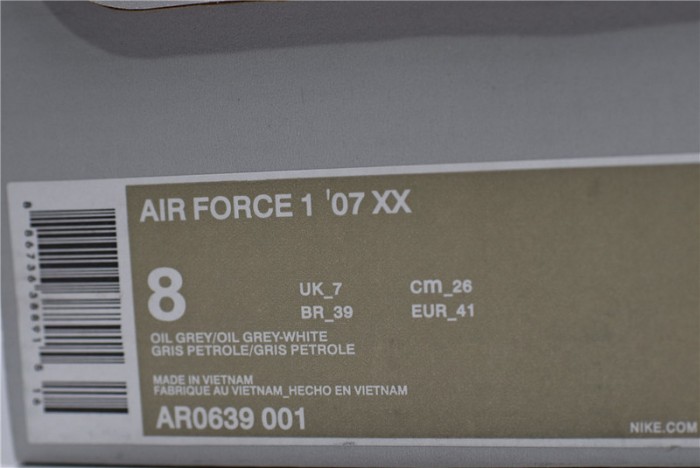 AIR FORCE 1 '07 XX
8
UK_7 cm_26
BR_39 EUR_41
OIL GREY/OIL GREY-WHITE
GRIS PETROLE/GRIS PETROLE
MADE IN VIETNAM
FABRIQUE AU VIETNAM_HECHO EN VIETNAM
AR0639 001
NIKE.COM